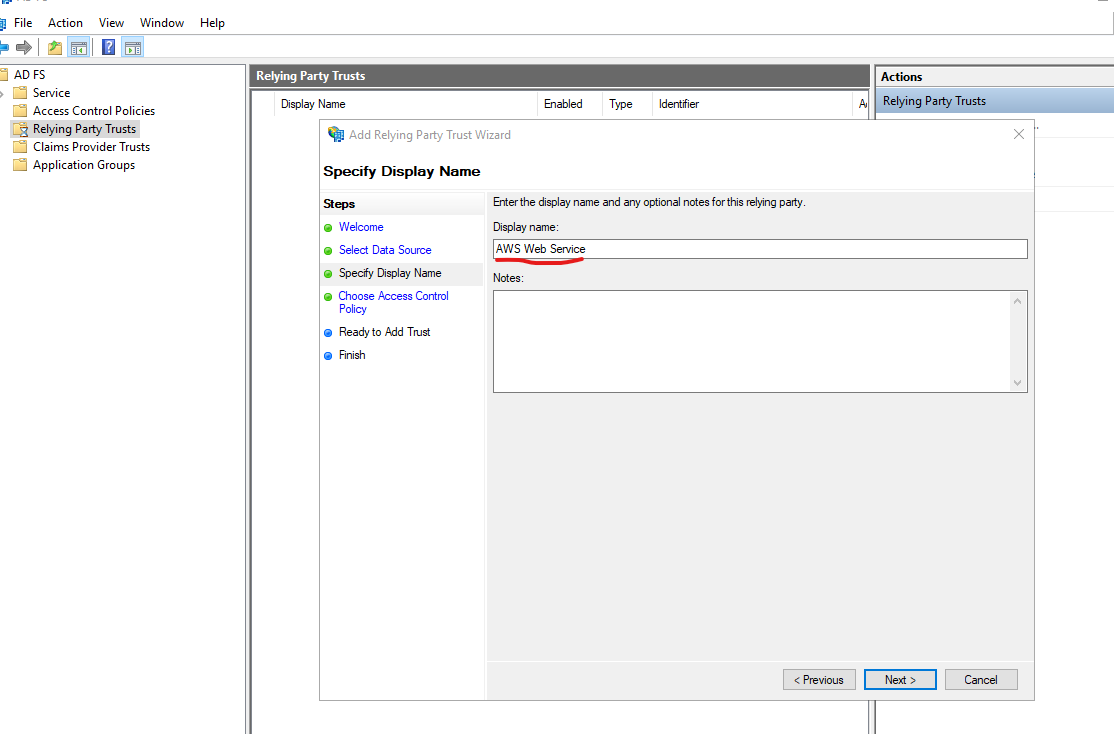 File Action View Window Help
AD FS
Service
Access Control Policies
Relying Party Trusts
Claims Provider Trusts
Application Groups
Relying Party Trusts
Display Name Enabled Type Identifier
Actions
Relying Party Trusts
Add Relying Party Trust Wizard
Specify Display Name
Steps
Welcome
Select Data Source
Specify Display Name
Choose Access Control
Policy
Ready to Add Trust
Finish
Enter the display name and any optional notes for this relying party.
Display name:
AWS Web Service
Notes:
< Previous
Next >
Cancel